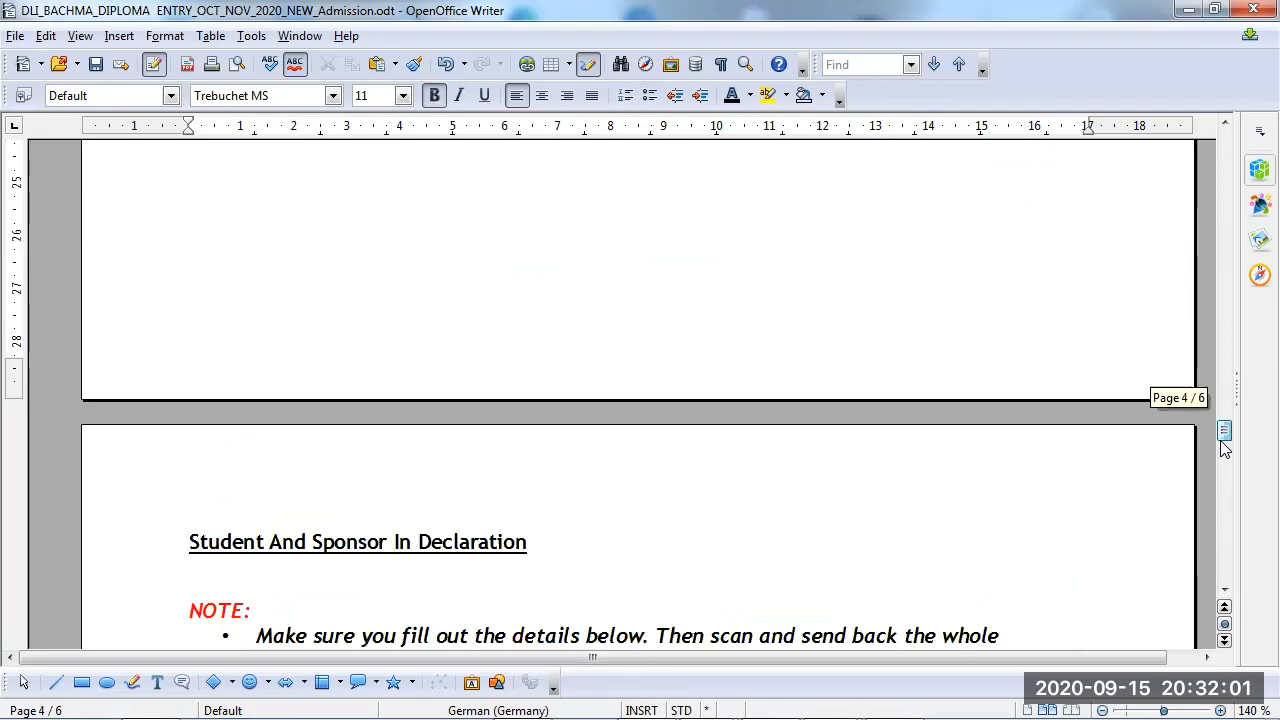 DLI_BACHMA_DIPLOMA ENTRY_OCT_NOV_2020_NEW_Admission.odt - OpenOffice Writer
File Edit View Insert Format Table Tools Window Help
Find
Default Trebuchet MS 11
1 1 2 3 4 5 6 7 8 9 10 11 12 13 14 15 16 17 18
25
26
27
28
Page 4 / 6
Student And Sponsor In Declaration
NOTE:
• Make sure you fill out the details below. Then scan and send back the whole
2020-09-15 20:32:01
Page 4 / 6 Default German (Germany) INSRT STD * 140 %